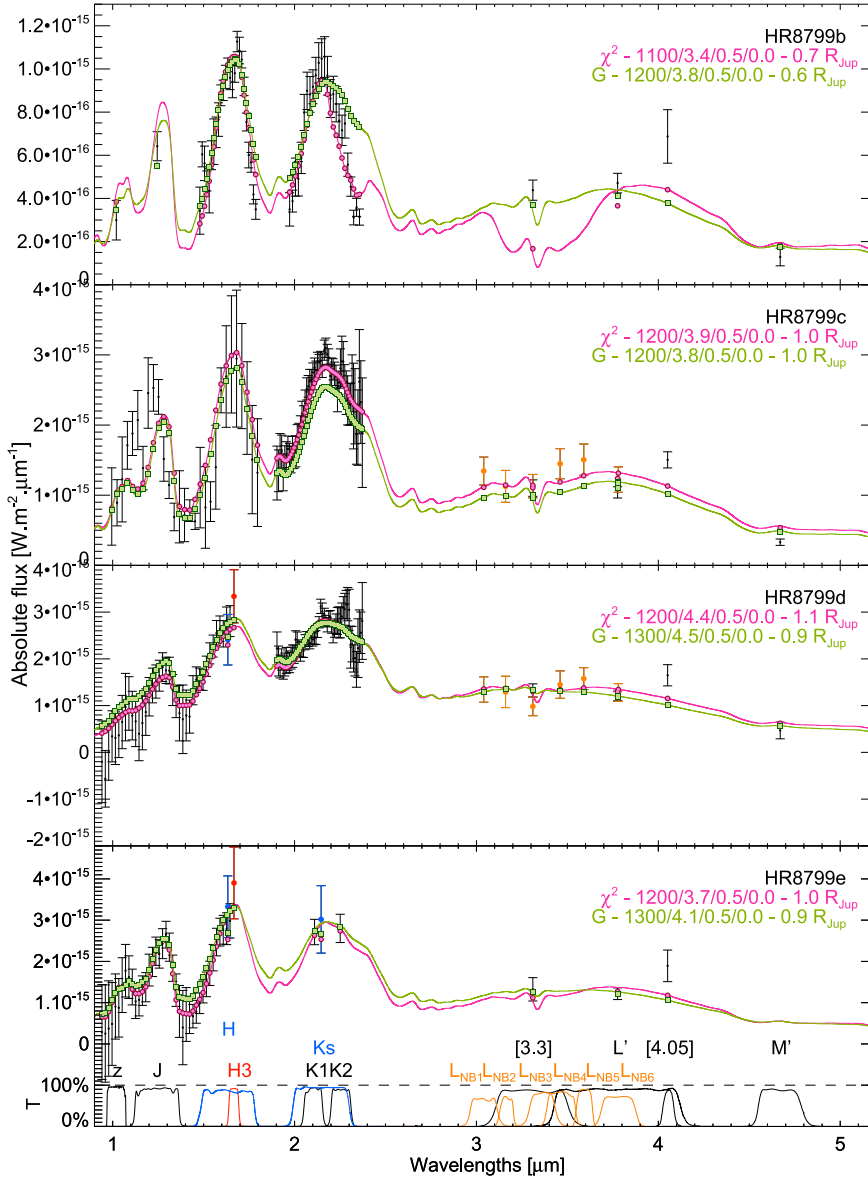 1.2•10⁻¹⁵
1.0•10⁻¹⁵
8.0•10⁻¹⁶
6.0•10⁻¹⁶
4.0•10⁻¹⁶
2.0•10⁻¹⁶
0
HR8799b
χ² - 1100/3.4/0.5/0.0 - 0.7 R_Jup
G - 1200/3.8/0.5/0.0 - 0.6 R_Jup
4•10⁻¹⁵
3•10⁻¹⁵
2•10⁻¹⁵
1•10⁻¹⁵
0
HR8799c
χ² - 1200/3.9/0.5/0.0 - 1.0 R_Jup
G - 1200/3.8/0.5/0.0 - 1.0 R_Jup
Absolute flux [W.m⁻².μm⁻¹]
4•10⁻¹⁵
3•10⁻¹⁵
2•10⁻¹⁵
1•10⁻¹⁵
0
-1•10⁻¹⁵
-2•10⁻¹⁵
HR8799d
χ² - 1200/4.4/0.5/0.0 - 1.1 R_Jup
G - 1300/4.5/0.5/0.0 - 0.9 R_Jup
4•10⁻¹⁵
3•10⁻¹⁵
2•10⁻¹⁵
1•10⁻¹⁵
0
HR8799e
χ² - 1200/3.7/0.5/0.0 - 1.0 R_Jup
G - 1300/4.1/0.5/0.0 - 0.9 R_Jup
H Ks [3.3] L' [4.05] M'
z J H3 K1K2 L_NB1 L_NB2 L_NB3 L_NB4 L_NB5 L_NB6
100%
0%
T
1 2 3 4 5
Wavelengths [μm]